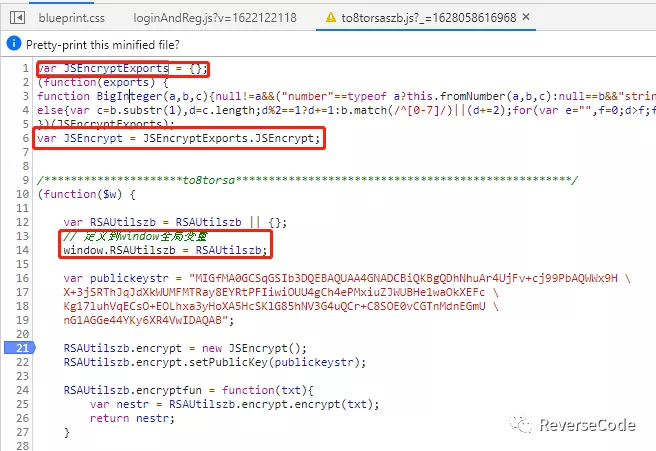 blueprint.css loginAndReg.js?v=1622122118 to8torsaszb.js?_=1628058616968 ×
Pretty-print this minified file?
1 var JSEncryptExports = {};
2 (function(exports) {
3 function BigInteger(a,b,c){null!=a&&("number"==typeof a?this.fromNumber(a,b,c):null==b&&"strin
4 else{var c=b.substr(1),d=c.length;d%2==1?d+=1:b.match(/^[0-7]/)||(d+=2);for(var e="",f=0;d>f;f
5 })(JSEncryptExports);
6 var JSEncrypt = JSEncryptExports.JSEncrypt;
7
8
9 /*********************to8torsa***************************************************/
10 (function($w) {
11
12 var RSAUtilszb = RSAUtilszb || {};
13 // 定义到window全局变量
14 window.RSAUtilszb = RSAUtilszb;
15
16 var publickeystr = "MIGfMA0GCSqGSIb3DQEBAQUAA4GNADCBiQKBgQDhNhuAr4UjFv+cj99PbAQWWx9H \
17 X+3jSRThJqJdXkWUMFMTRay8EYRtPFIiwiOUU4gCh4ePMxiuZJWUBHe1waOkXEFc \
18 Kg17luhVqECsO+EOLhxa3yHoXA5HcSKlG85hNV3G4uQCr+C8SOE0vCGTnMdnEGmU \
19 nG1AGGe44YKy6XR4VwIDAQAB";
20
21 RSAUtilszb.encrypt = new JSEncrypt();
22 RSAUtilszb.encrypt.setPublicKey(publickeystr);
23
24 RSAUtilszb.encryptfun = function(txt){
25 var nestr = RSAUtilszb.encrypt.encrypt(txt);
26 return nestr;
27 }
28
ReverseCode